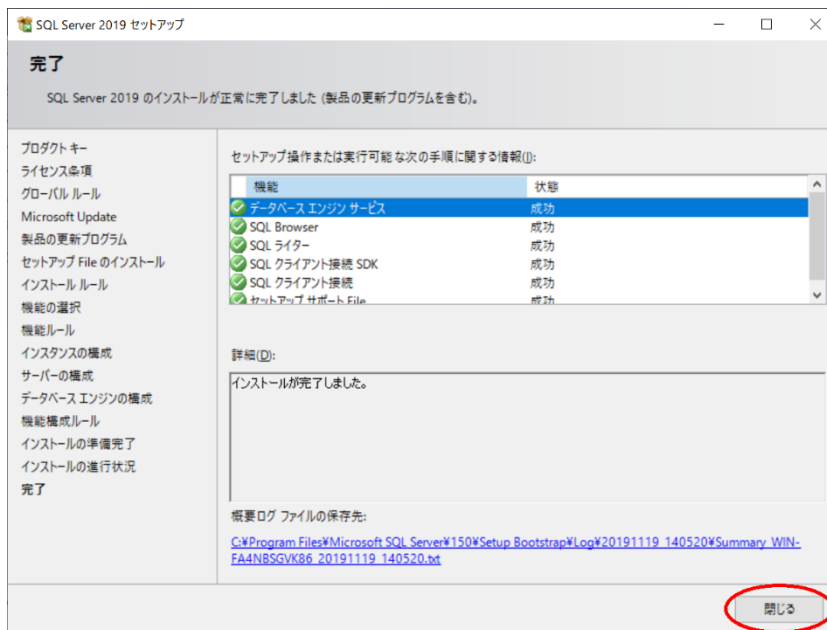 SQL Server 2019 セットアップ
完了
SQL Server 2019 のインストールが正常に完了しました (製品の更新プログラムを含む)。
プロダクト キー
ライセンス条項
グローバル ルール
Microsoft Update
製品の更新プログラム
セットアップ File のインストール
インストール ルール
機能の選択
機能ルール
インスタンスの構成
サーバーの構成
データベース エンジンの構成
機能構成ルール
インストールの準備完了
インストールの進行状況
完了
セットアップ操作または実行可能な次の手順に関する情報(I):
機能 状態
データベース エンジン サービス 成功
SQL Browser 成功
SQL ライター 成功
SQL クライアント接続 SDK 成功
SQL クライアント接続 成功
セットアップ サポート File 成功
詳細(D):
インストールが完了しました。
概要ログ ファイルの保存先:
C:¥Program Files¥Microsoft SQL Server¥150¥Setup Bootstrap¥Log¥20191119_140520¥Summary_WIN-
FA4NBSGVK86_20191119_140520.txt
閉じる